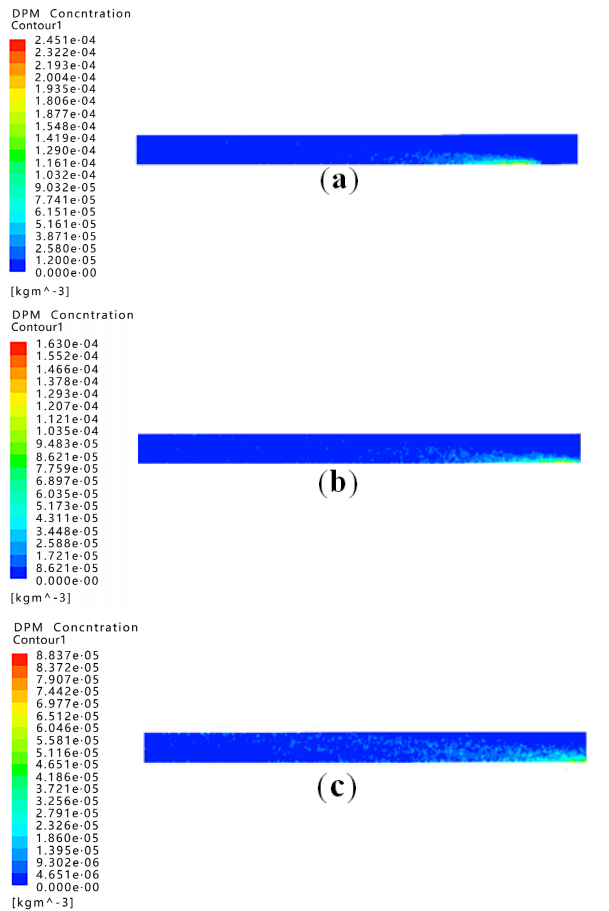 DPM Concntration
Contour1
2.451e-04
2.322e-04
2.193e-04
2.004e-04
1.935e-04
1.806e-04
1.877e-04
1.548e-04
1.419e-04
1.290e-04
1.161e-04
1.032e-04
9.032e-05
7.741e-05
6.151e-05
5.161e-05
3.871e-05
2.580e-05
1.200e-05
0.000e-00
[kgm^-3]
(a)
DPM Concntration
Contour1
1.630e-04
1.552e-04
1.466e-04
1.378e-04
1.293e-04
1.207e-04
1.121e-04
1.035e-04
9.483e-05
8.621e-05
7.759e-05
6.897e-05
6.035e-05
5.173e-05
4.311e-05
3.448e-05
2.588e-05
1.721e-05
8.621e-05
0.000e-00
[kgm^-3]
(b)
DPM Concntration
Contour1
8.837e-05
8.372e-05
7.907e-05
7.442e-05
6.977e-05
6.512e-05
6.046e-05
5.581e-05
5.116e-05
4.651e-05
4.186e-05
3.721e-05
3.256e-05
2.791e-05
2.326e-05
1.860e-05
1.395e-05
9.302e-06
4.651e-06
0.000e-00
[kgm^-3]
(c)